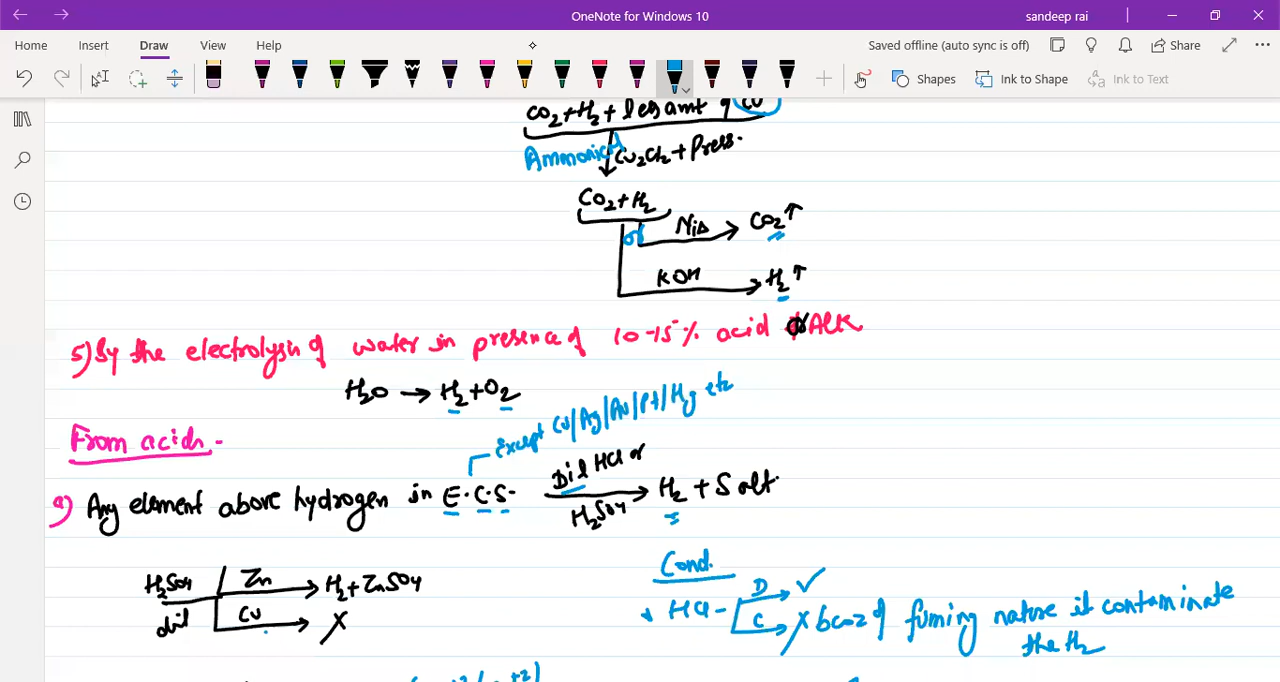 OneNote for Windows 10
sandeep rai
Home Insert Draw View Help
Saved offline (auto sync is off)
Share
Shapes Ink to Shape Ink to Text
CO2+H2+less amt of CO
Ammonical Cu2Cl2 + Press.
CO2+H2
or Ni∆ → CO2↑
KOH → H2↑
5) By the electrolysis of water in presence of 10-15% acid or Alk
H2O → H2+O2
Except Cu/Ag/Au/Pt/Hg etc
From acids.
a) Any element above hydrogen in E.C.S. Dil HCl or H2SO4 → H2 + Salt.
H2SO4 dil Zn → H2+ZnSO4
Cu → X
Cond.
HCl - D → ✓
C → X bcoz of fuming nature it contaminate the H2